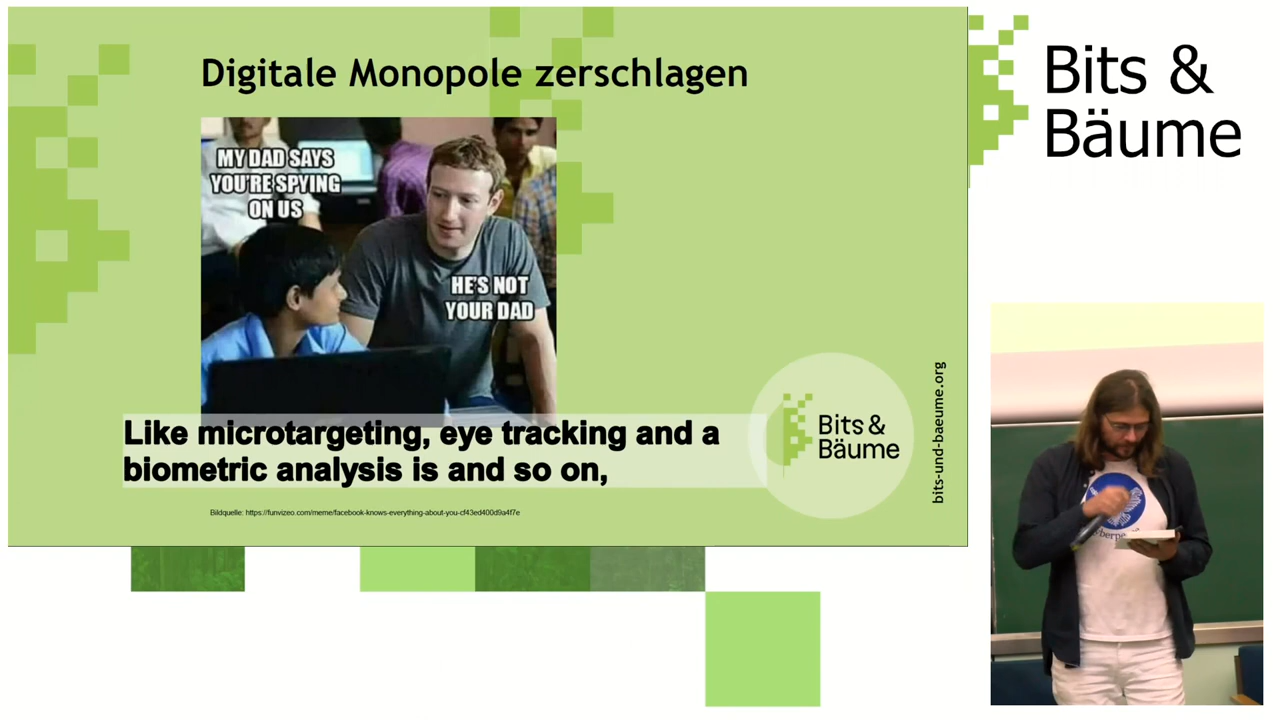 Digitale Monopole zerschlagen
MY DAD SAYS
YOU'RE SPYING
ON US
HE'S NOT
YOUR DAD
Like microtargeting, eye tracking and a
biometric analysis is and so on,
Bildquelle: https://funvizeo.com/meme/facebook-knows-everything-about-you-cf43ed400d9a4f7e
Bits &
Bäume
bits-und-baeume.org
Bits &
Bäume